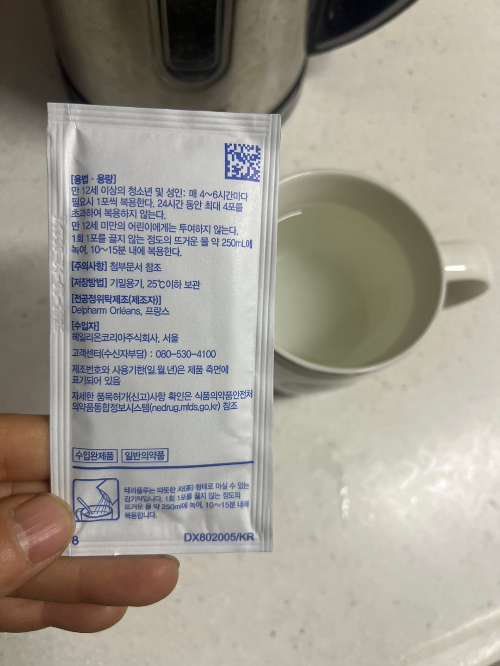 [용법 · 용량]
만 12세 이상의 청소년 및 성인: 매 4~6시간마다
필요시 1포씩 복용한다. 24시간 동안 최대 4포를
초과하여 복용하지 않는다.
만 12세 미만의 어린이에게는 투여하지 않는다.
1회 1포를 끓지 않는 정도의 뜨거운 물 약 250mL에
녹여, 10~15분 내에 복용한다.
[주의사항] 첨부문서 참조
[저장방법] 기밀용기, 25℃이하 보관
[전공정위탁제조(제조자)]
Delpharm Orléans, 프랑스
[수입자]
헤일리온코리아주식회사, 서울
고객센터(수신자부담) : 080-530-4100
제조번호와 사용기한(일.월.년)은 제품 측면에
표기되어 있음
자세한 품목허가(신고)사항 확인은 식품의약품안전처
의약품통합정보시스템(nedrug.mfds.go.kr) 참조
수입완제품 일반의약품
테라플루는 따뜻한 차(茶) 형태로 마실 수 있는
감기약입니다. 1회 1포를 끓지 않는 정도의
뜨거운 물 약 250ml에 녹여, 10~15분 내에
복용합니다.
8 DX802005/KR